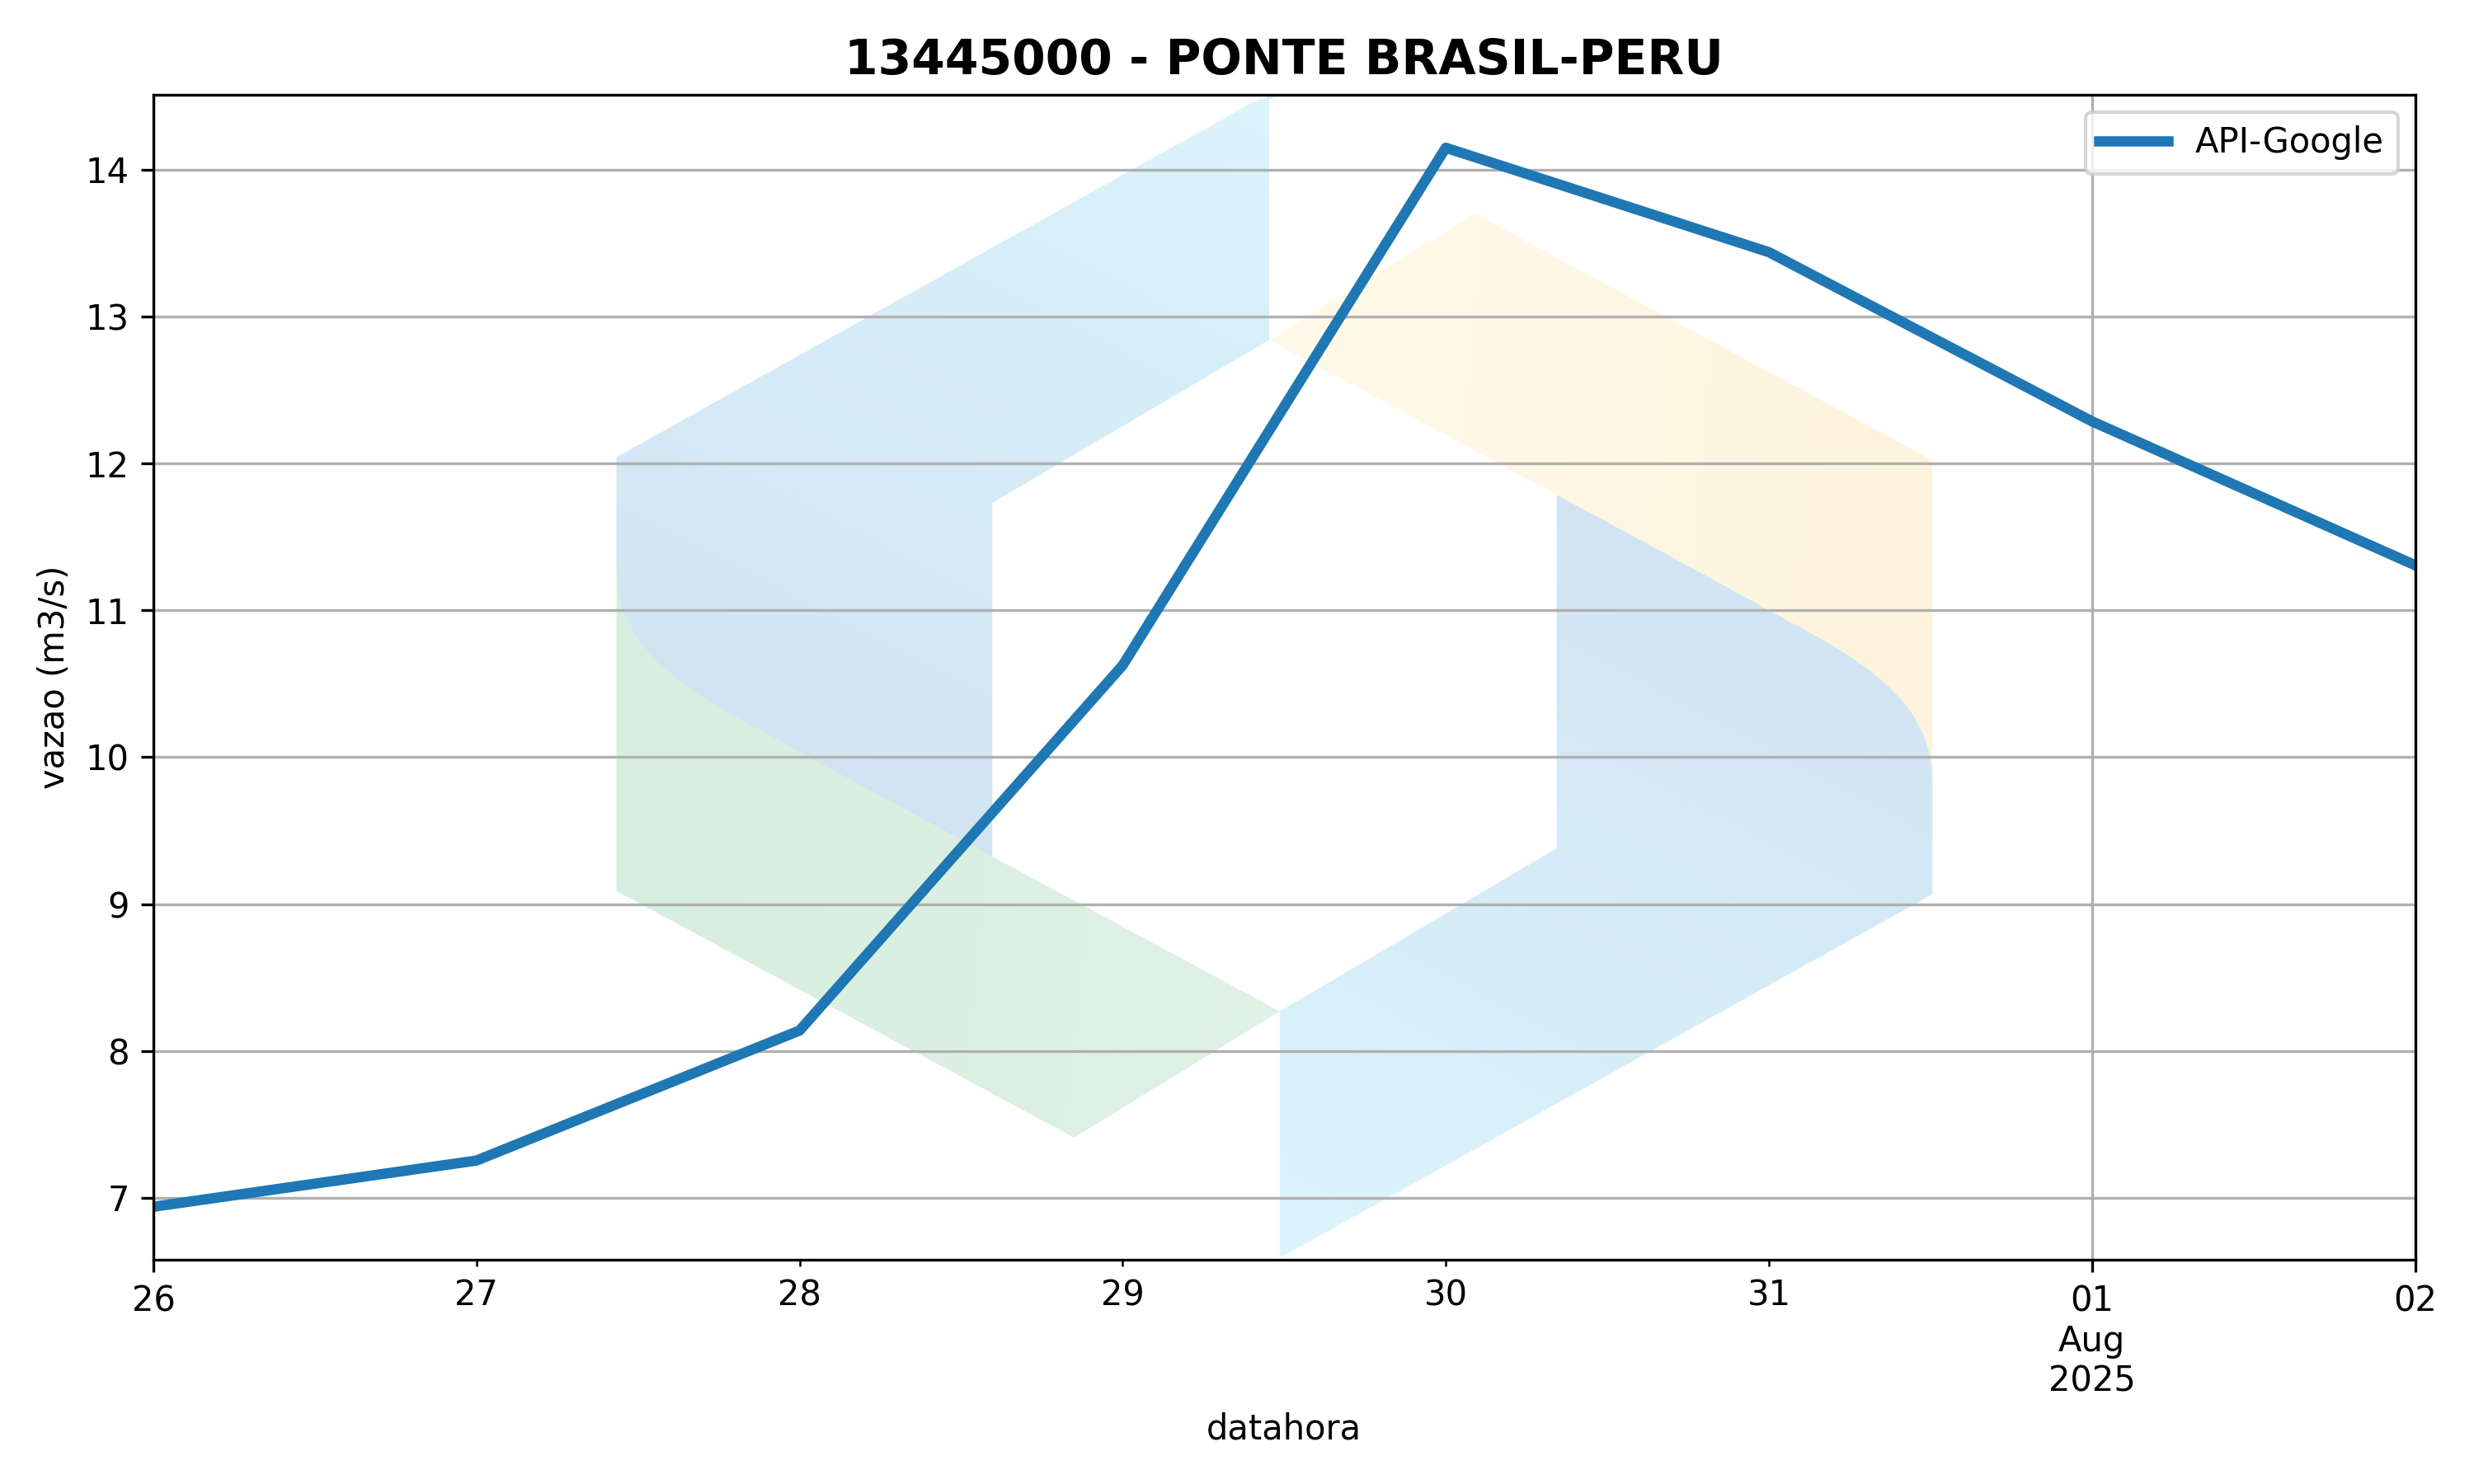 13445000 - PONTE BRASIL-PERU
API-Google
14
13
12
11
10
9
8
7
vazao (m3/s)
26 27 28 29 30 31 01 02
Aug
2025
datahora